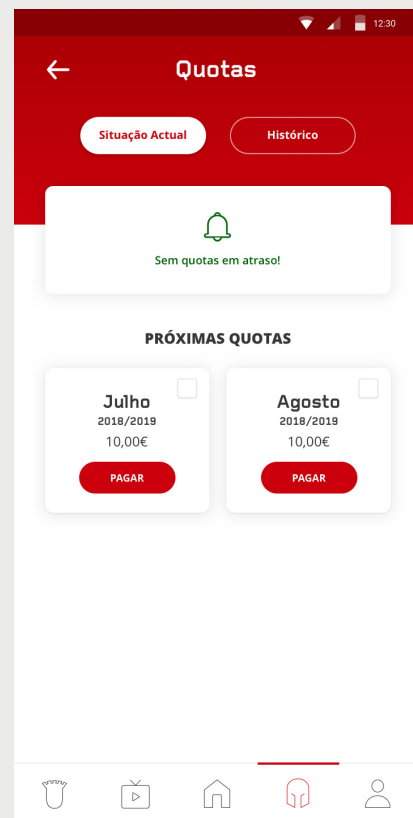 12:30
Quotas
Situação Actual
Histórico
Sem quotas em atraso!
PRÓXIMAS QUOTAS
Julho
2018/2019
10,00€
PAGAR
Agosto
2018/2019
10,00€
PAGAR